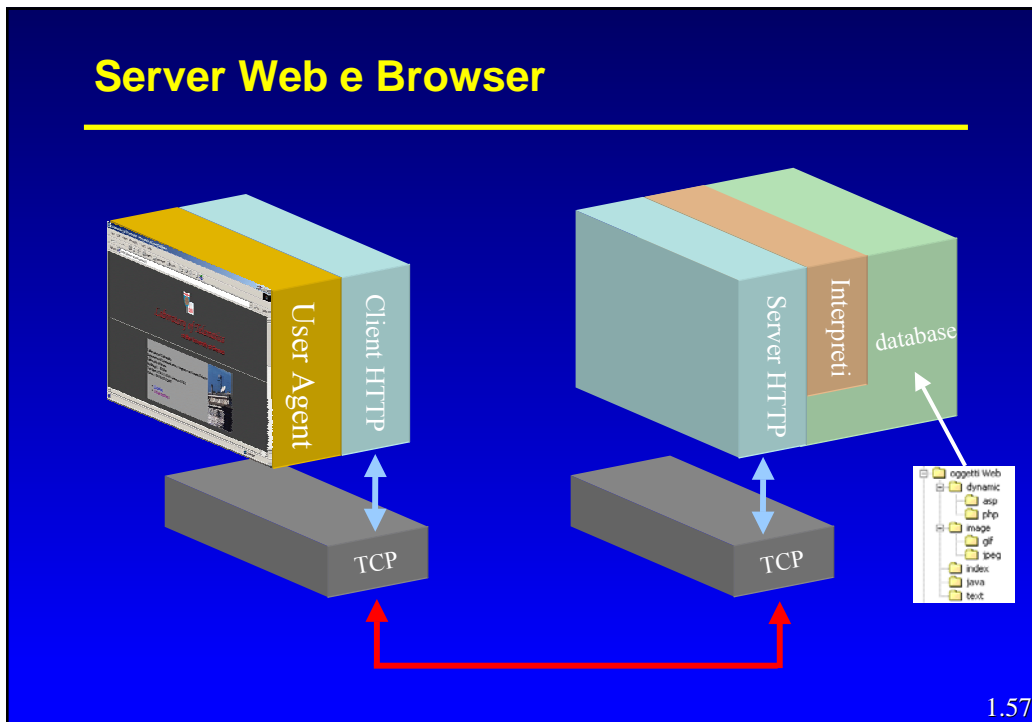 Server Web e Browser
User Agent
Client HTTP
TCP
Server HTTP
Interpreti
database
TCP
oggetti Web
dynamic
asp
php
image
gif
jpeg
index
java
text
1.57